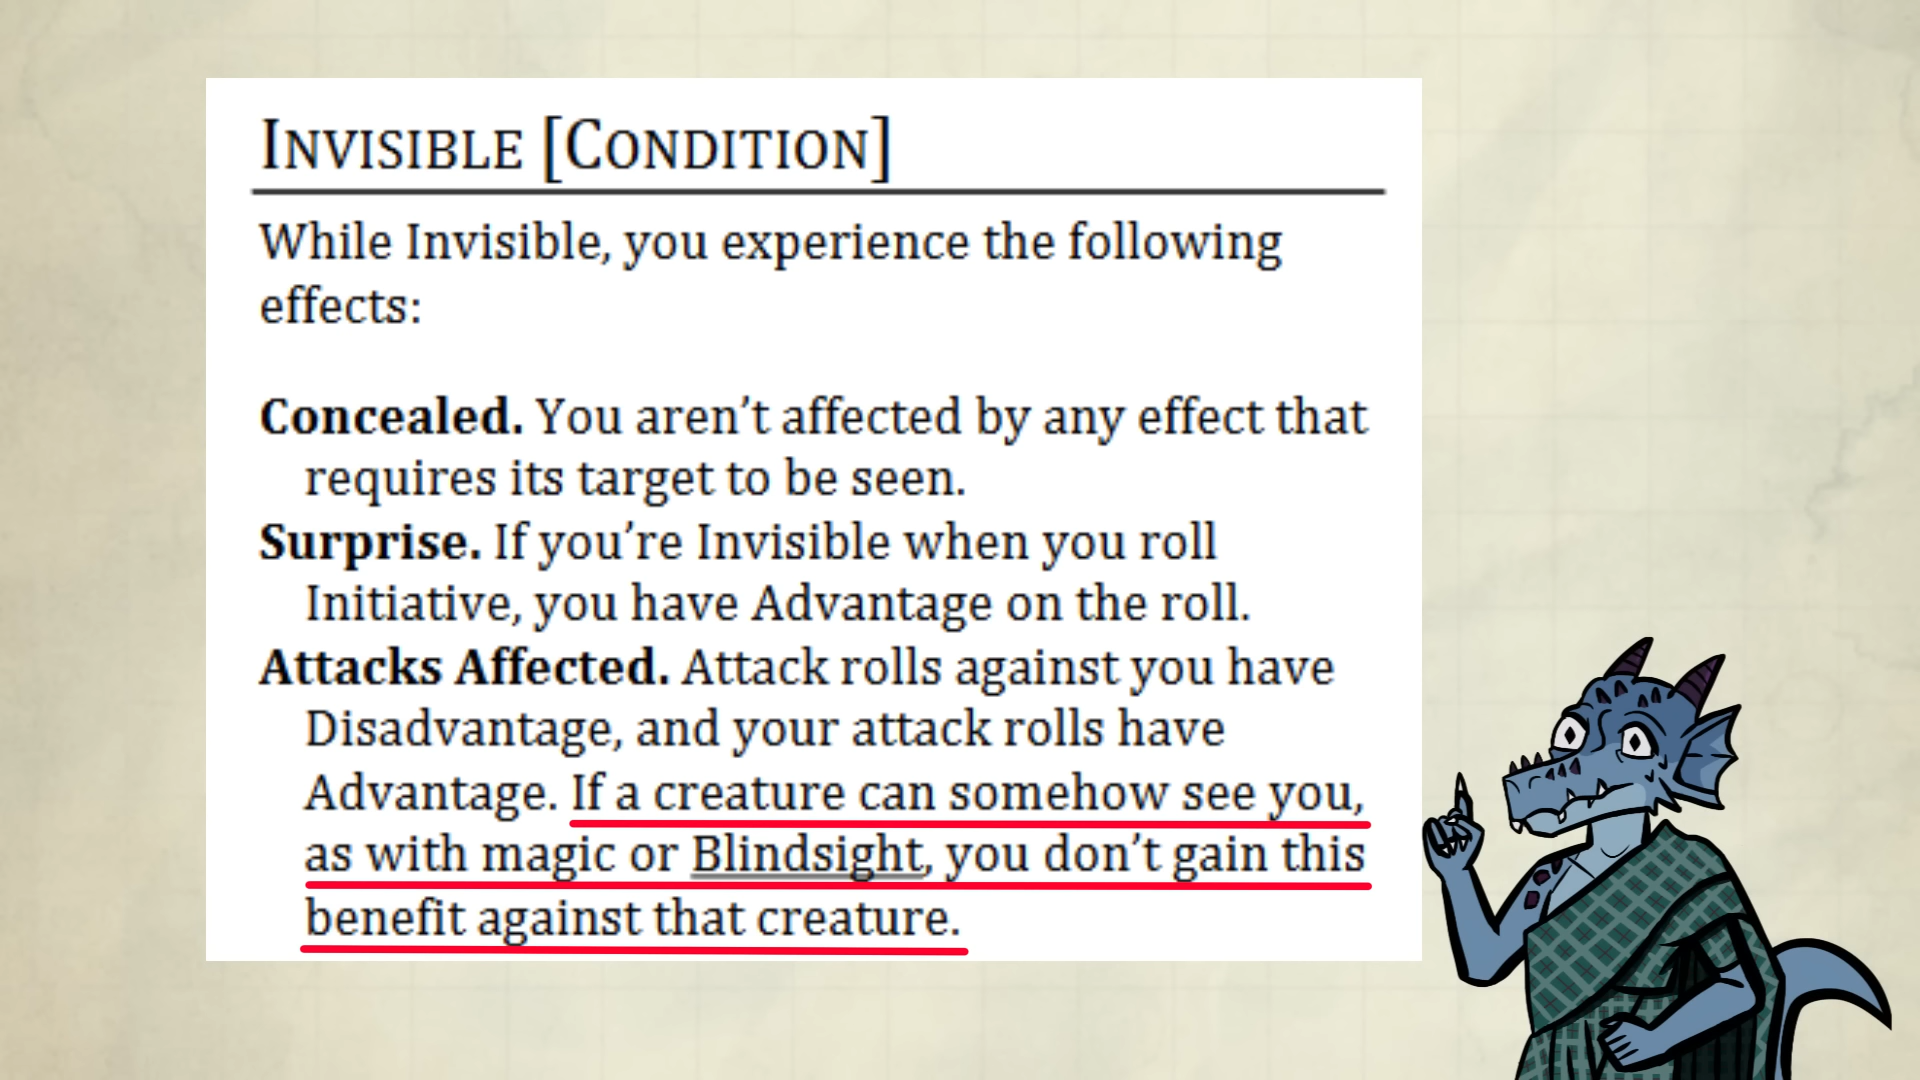 INVISIBLE [CONDITION]
While Invisible, you experience the following
effects:
Concealed. You aren’t affected by any effect that
requires its target to be seen.
Surprise. If you’re Invisible when you roll
Initiative, you have Advantage on the roll.
Attacks Affected. Attack rolls against you have
Disadvantage, and your attack rolls have
Advantage. If a creature can somehow see you,
as with magic or Blindsight, you don’t gain this
benefit against that creature.